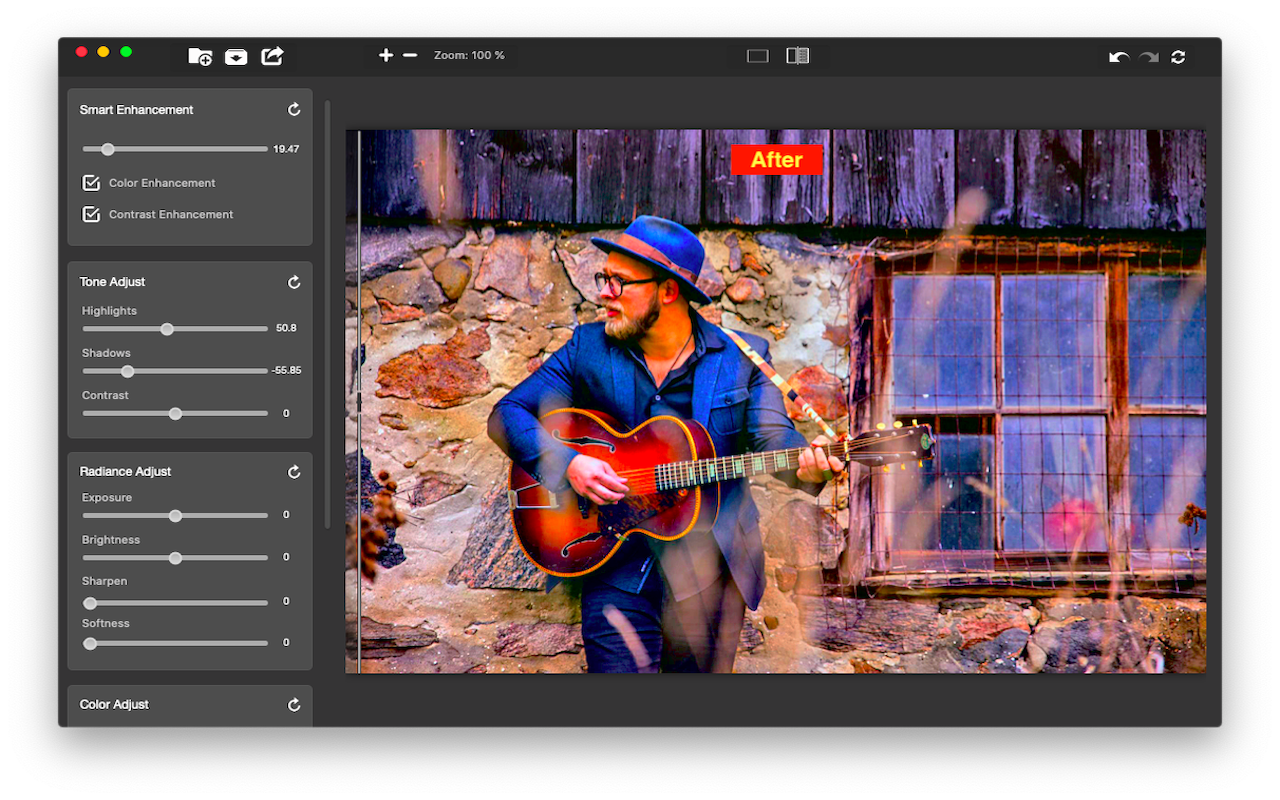 Zoom: 100 %
Smart Enhancement
19.47
Color Enhancement
Contrast Enhancement
Tone Adjust
Highlights
50.8
Shadows
-55.85
Contrast
0
Radiance Adjust
Exposure
0
Brightness
0
Sharpen
0
Softness
0
Color Adjust
After